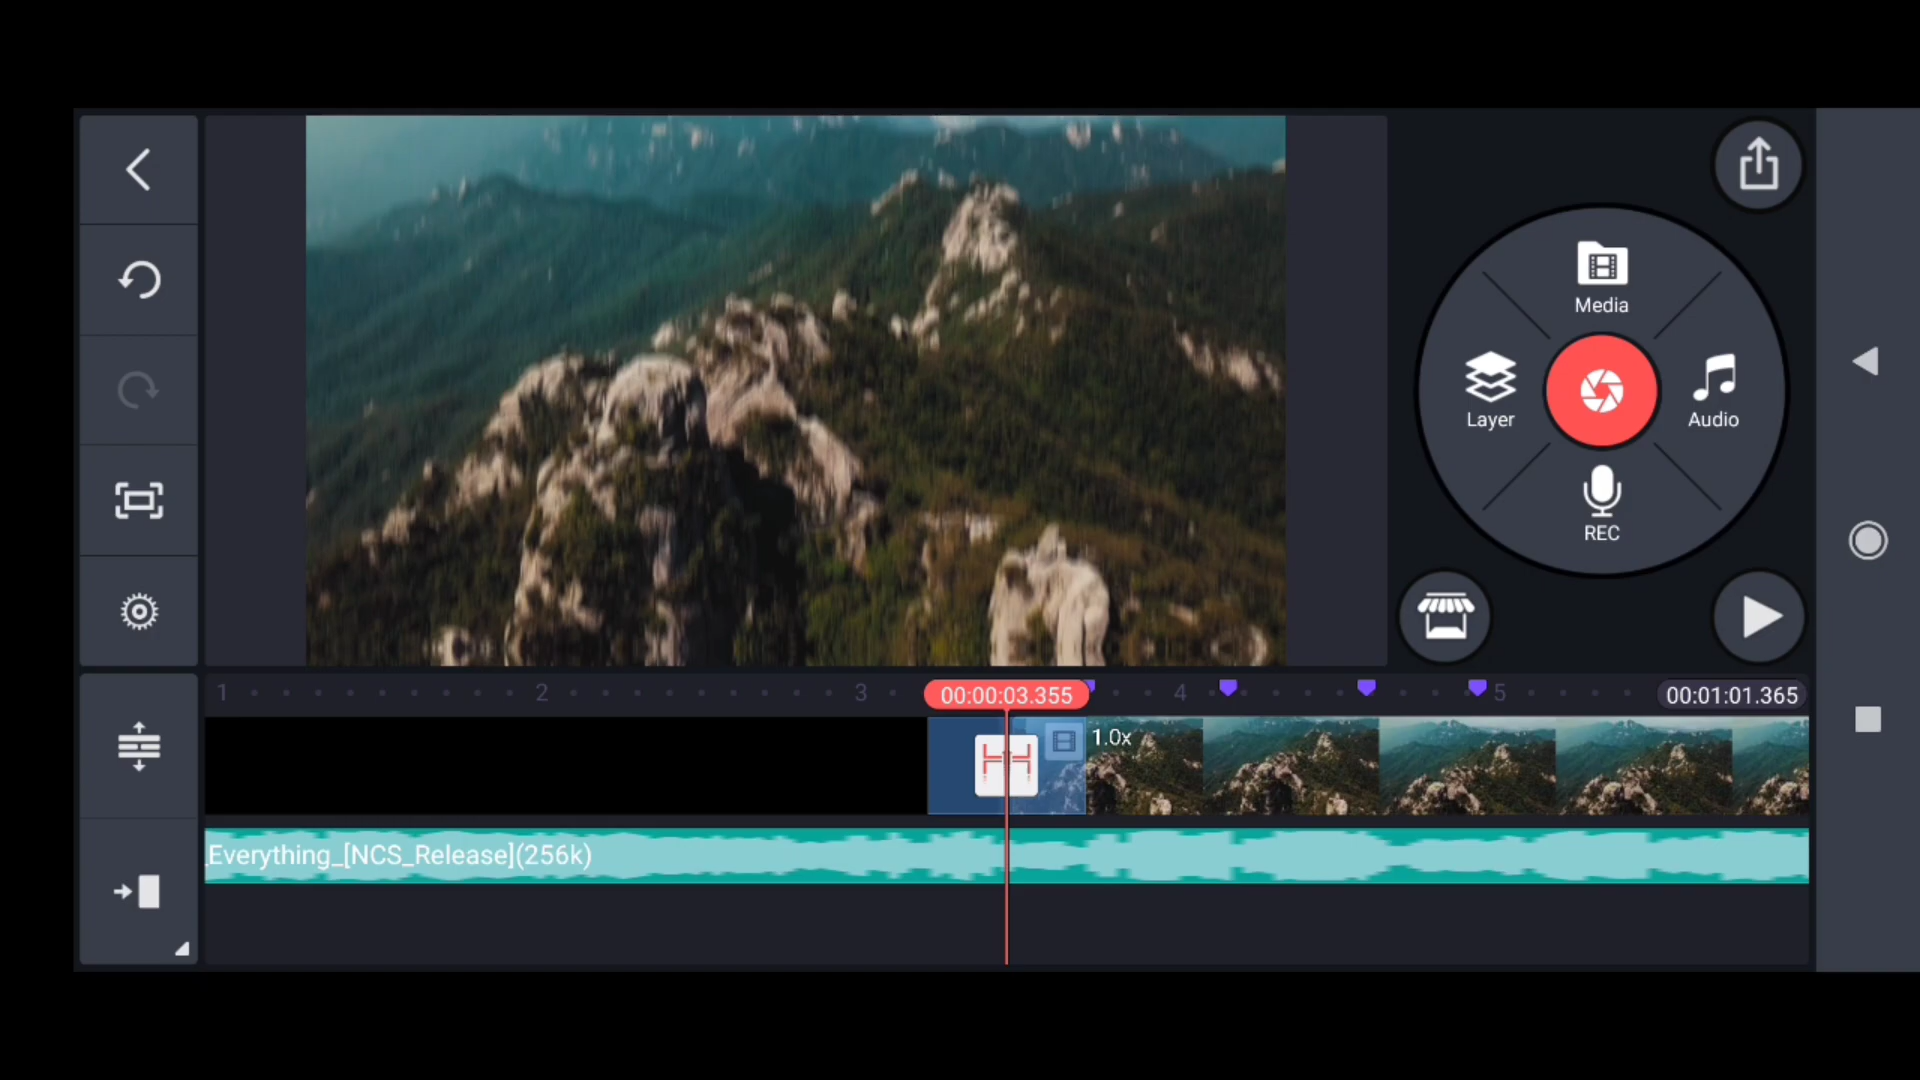 Media
Layer
Audio
REC
1
2
3
00:00:03.355
4
5
00:01:01.365
1.0x
_Everything_[NCS_Release](256k)